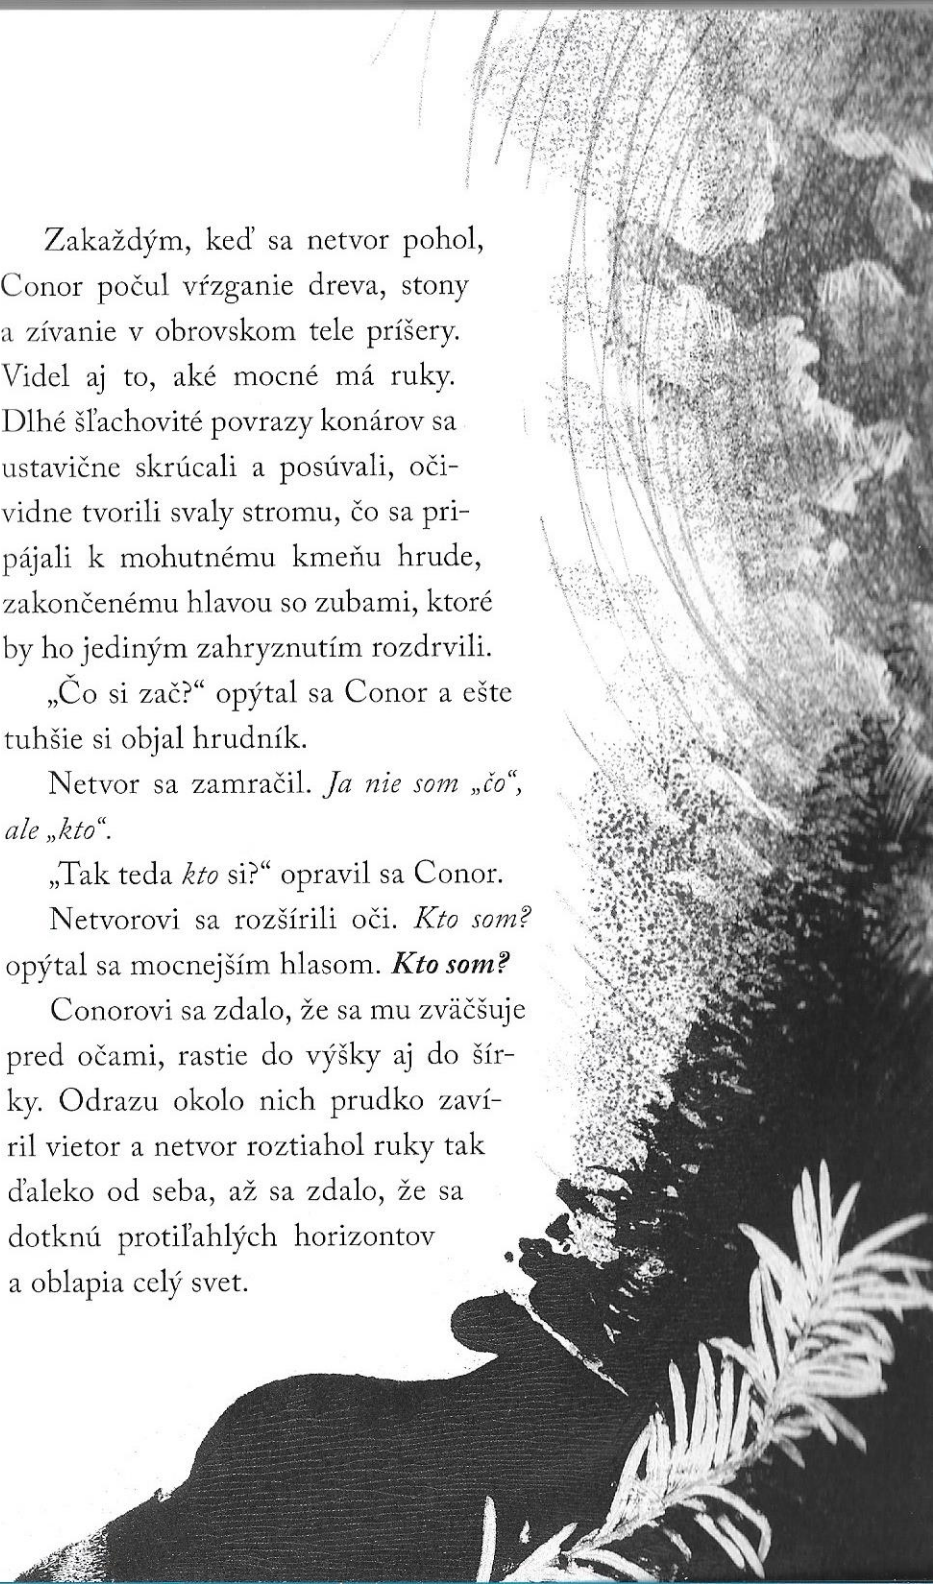 Zakaždým, keď sa netvor pohol,
Conor počul vŕzganie dreva, stony
a zívanie v obrovskom tele príšery.
Videl aj to, aké mocné má ruky.
Dlhé šľachovité povrazy konárov sa
ustavične skrúcali a posúvali, oči-
vidne tvorili svaly stromu, čo sa pri-
pájali k mohutnému kmeňu hrude,
zakončenému hlavou so zubami, ktoré
by ho jediným zahryznutím rozdrvili.
„Čo si zač?“ opýtal sa Conor a ešte
tuhšie si objal hrudník.
Netvor sa zamračil. Ja nie som „čo“,
ale „kto“.
„Tak teda kto si?“ opravil sa Conor.
Netvorovi sa rozšírili oči. Kto som?
opýtal sa mocnejším hlasom. Kto som?
Conorovi sa zdalo, že sa mu zväčšuje
pred očami, rastie do výšky aj do šír-
ky. Odrazu okolo nich prudko zaví-
ril vietor a netvor roztiahol ruky tak
ďaleko od seba, až sa zdalo, že sa
dotknú protiľahlých horizontov
a oblapia celý svet.